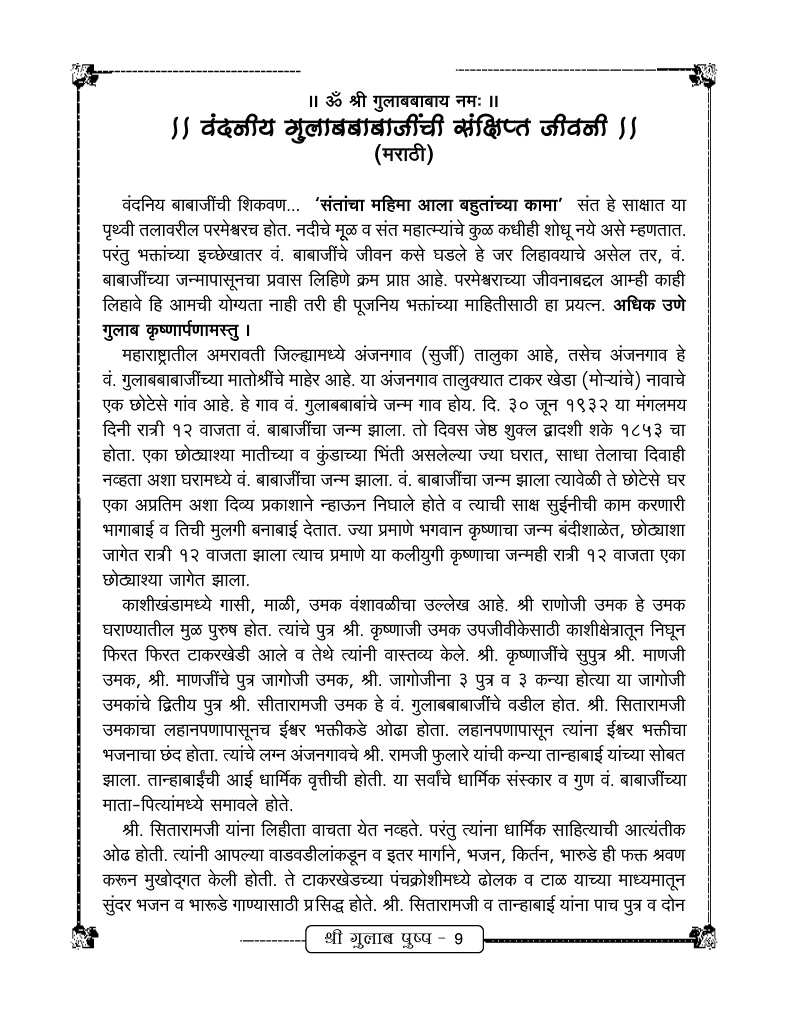 ॥ ॐ श्री गुलाबबाबाय नमः ॥
॥ वंदनीय गुलाबबाबाजींची संक्षिप्त जीवनी ॥
(मराठी)
वंदनिय बाबाजींची शिकवण... ‘संतांचा महिमा आला बहुतांच्या कामा’ संत हे साक्षात या
पृथ्वी तलावरील परमेश्वरच होत. नदीचे मूळ व संत महात्म्यांचे कुळ कधीही शोधू नये असे म्हणतात.
परंतु भक्तांच्या इच्छेखातर वं. बाबाजींचे जीवन कसे घडले हे जर लिहावयाचे असेल तर, वं.
बाबाजींच्या जन्मापासूनचा प्रवास लिहिणे क्रम प्राप्त आहे. परमेश्वराच्या जीवनाबद्दल आम्ही काही
लिहावे हि आमची योग्यता नाही तरी ही पूजनिय भक्तांच्या माहितीसाठी हा प्रयत्न. अधिक उणे
गुलाब कृष्णार्पणामस्तु ।
महाराष्ट्रातील अमरावती जिल्ह्यामध्ये अंजनगाव (सुर्जी) तालुका आहे, तसेच अंजनगाव हे
वं. गुलाबबाबाजींच्या मातोश्रींचे माहेर आहे. या अंजनगाव तालुक्यात टाकर खेडा (मोऱ्यांचे) नावाचे
एक छोटेसे गांव आहे. हे गाव वं. गुलाबबाबांचे जन्म गाव होय. दि. ३० जून १९३२ या मंगलमय
दिनी रात्री १२ वाजता वं. बाबाजींचा जन्म झाला. तो दिवस जेष्ठ शुक्ल द्वादशी शके १८५३ चा
होता. एका छोट्याश्या मातीच्या व कुंडाच्या भिंती असलेल्या ज्या घरात, साधा तेलाचा दिवाही
नव्हता अशा घरामध्ये वं. बाबाजींचा जन्म झाला. वं. बाबाजींचा जन्म झाला त्यावेळी ते छोटेसे घर
एका अप्रतिम अशा दिव्य प्रकाशाने न्हाऊन निघाले होते व त्याची साक्ष सुईनीची काम करणारी
भागाबाई व तिची मुलगी बनाबाई देतात. ज्या प्रमाणे भगवान कृष्णाचा जन्म बंदीशाळेत, छोट्याशा
जागेत रात्री १२ वाजता झाला त्याच प्रमाणे या कलीयुगी कृष्णाचा जन्मही रात्री १२ वाजता एका
छोट्याश्या जागेत झाला.
काशीखंडामध्ये गासी, माळी, उमक वंशावळीचा उल्लेख आहे. श्री राणोजी उमक हे उमक
घराण्यातील मुळ पुरुष होत. त्यांचे पुत्र श्री. कृष्णाजी उमक उपजीवीकेसाठी काशीक्षेत्रातून निघून
फिरत फिरत टाकरखेडी आले व तेथे त्यांनी वास्तव्य केले. श्री. कृष्णाजींचे सुपुत्र श्री. माणजी
उमक, श्री. माणजींचे पुत्र जागोजी उमक, श्री. जागोजीना ३ पुत्र व ३ कन्या होत्या या जागोजी
उमकांचे द्वितीय पुत्र श्री. सीतारामजी उमक हे वं. गुलाबबाबाजींचे वडील होत. श्री. सितारामजी
उमकाचा लहानपणापासूनच ईश्वर भक्तीकडे ओढा होता. लहानपणापासून त्यांना ईश्वर भक्तीचा
भजनाचा छंद होता. त्यांचे लग्न अंजनगावचे श्री. रामजी फुलारे यांची कन्या तान्हाबाई यांच्या सोबत
झाला. तान्हाबाईंची आई धार्मिक वृत्तीची होती. या सर्वांचे धार्मिक संस्कार व गुण वं. बाबाजींच्या
माता-पित्यांमध्ये समावले होते.
श्री. सितारामजी यांना लिहीता वाचता येत नव्हते. परंतु त्यांना धार्मिक साहित्याची आत्यंतीक
ओढ होती. त्यांनी आपल्या वाडवडीलांकडून व इतर मार्गाने, भजन, किर्तन, भारुडे ही फक्त श्रवण
करून मुखोद्‌गत केली होती. ते टाकरखेडच्या पंचक्रोशीमध्ये ढोलक व टाळ याच्या माध्यमातून
सुंदर भजन व भारूडे गाण्यासाठी प्रसिद्ध होते. श्री. सितारामजी व तान्हाबाई यांना पाच पुत्र व दोन
श्री गुलाब पुष्प - 9